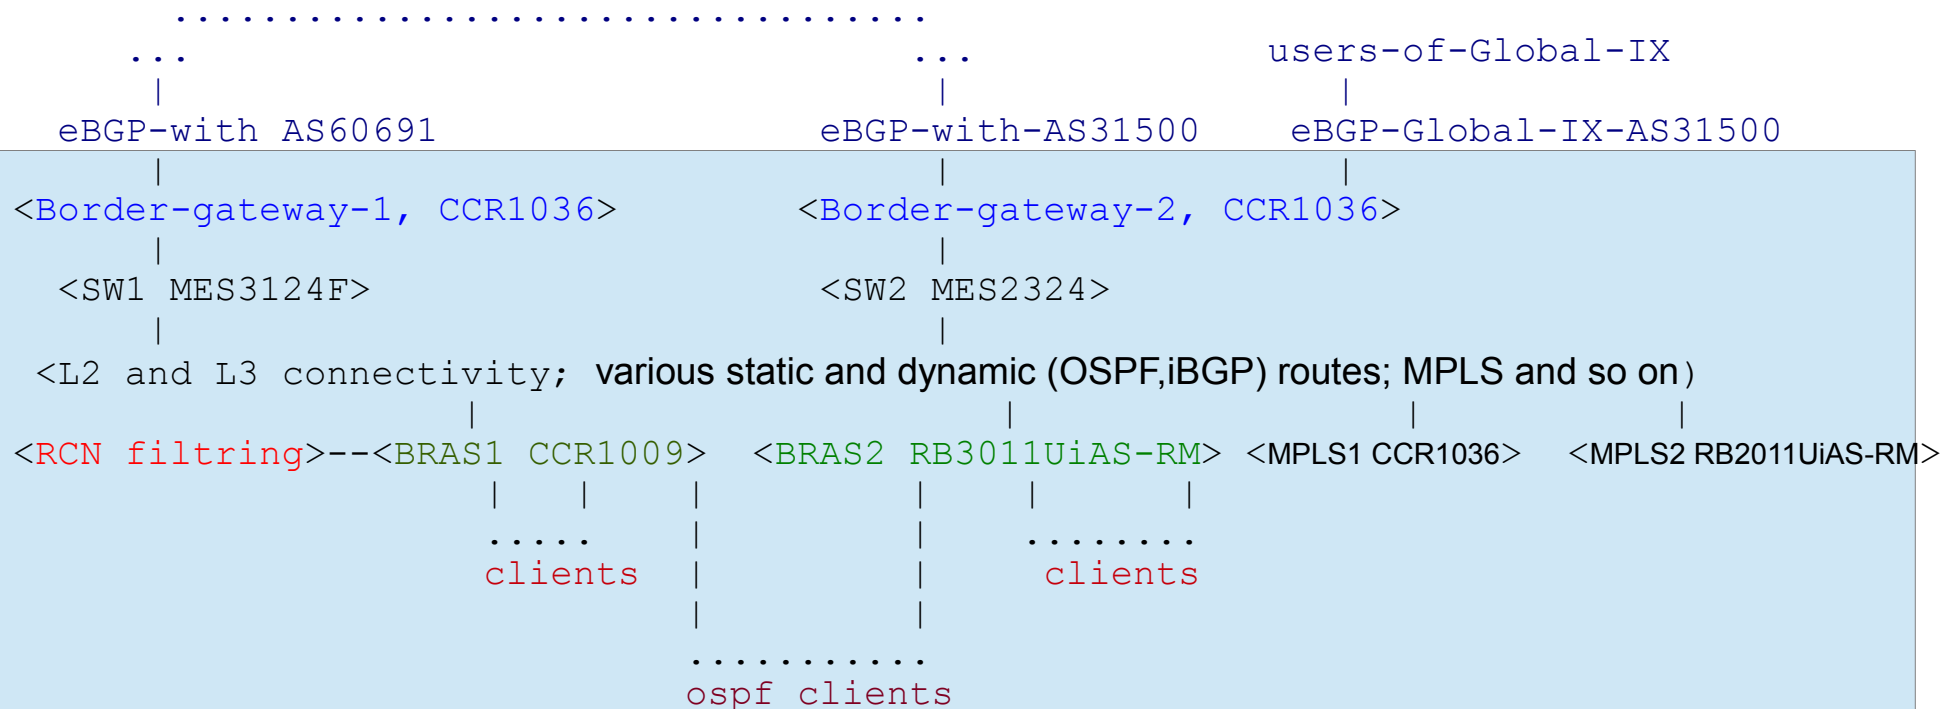 ..................................
... ... users-of-Global-IX
| | |
eBGP-with AS60691 eBGP-with-AS31500 eBGP-Global-IX-AS31500
| | |
<Border-gateway-1, CCR1036> <Border-gateway-2, CCR1036>
| |
<SW1 MES3124F> <SW2 MES2324>
| |
<L2 and L3 connectivity; various static and dynamic (OSPF,iBGP) routes; MPLS and so on)
| | | |
<RCN filtring>--<BRAS1 CCR1009> <BRAS2 RB3011UiAS-RM> <MPLS1 CCR1036> <MPLS2 RB2011UiAS-RM>
| | | | | |
..... | | ........
clients | | clients
| |
...........
ospf clients